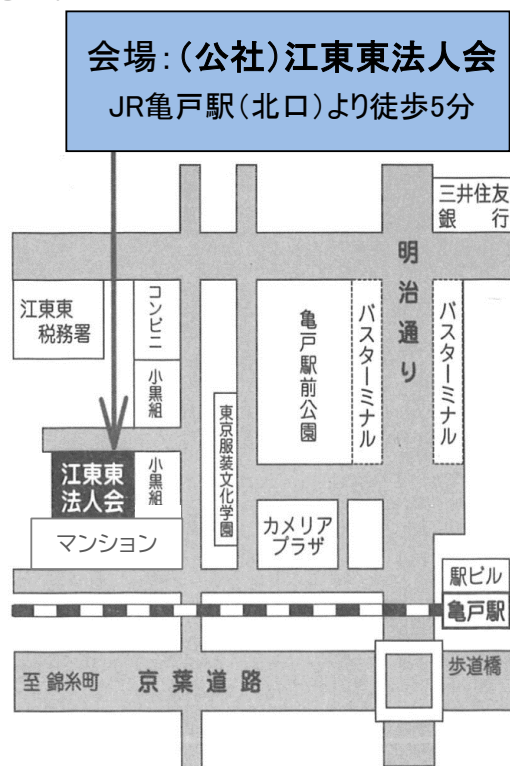 会場:(公社)江東東法人会
JR亀戸駅(北口)より徒歩5分
三井住友
銀 行
明治通り
江東東
税務署
コンビニ
小黒組
亀戸駅前公園
バスターミナル
バスターミナル
東京服装文化学園
江東東
法人会
小黒組
マンション
カメリア
プラザ
駅ビル
亀戸駅
歩道橋
至 錦糸町
京 葉 道 路